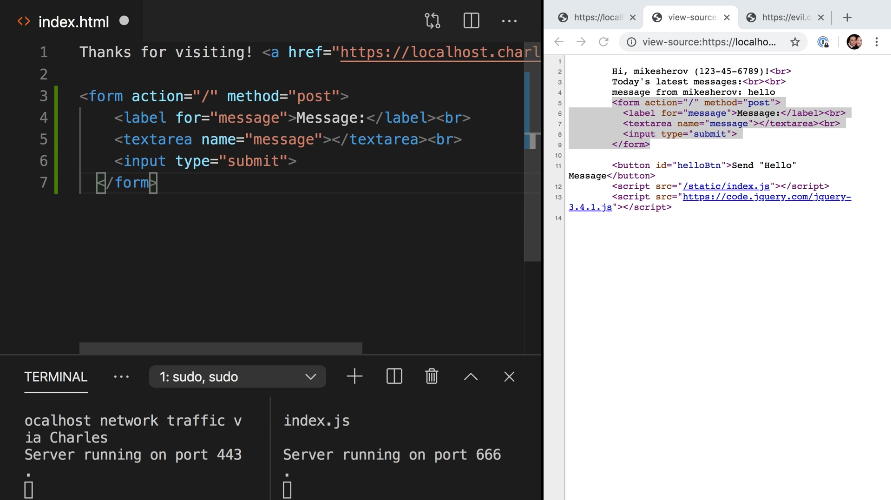 <> index.html
https://locall
view-source
https://evil.c
view-source:https://localho...
1 Thanks for visiting! <a href="https://localhost.charl
2
3 <form action="/" method="post">
4 <label for="message">Message:</label><br>
5 <textarea name="message"></textarea><br>
6 <input type="submit">
7 </form>
1
2 Hi, mikesherov (123-45-6789)!<br>
3 Today's latest messages:<br>
4 message from mikesherov: hello
5 <form action="/" method="post">
6 <label for="message">Message:</label><br>
7 <textarea name="message"></textarea><br>
8 <input type="submit">
9 </form>
10
11 <button id="helloBtn">Send "Hello"
Message</button>
12 <script src="/static/index.js"></script>
13 <script src="https://code.jquery.com/jquery-
3.4.1.js"></script>
14
TERMINAL
1: sudo, sudo
ocalhost network traffic v
ia Charles
Server running on port 443
.
index.js
Server running on port 666
.